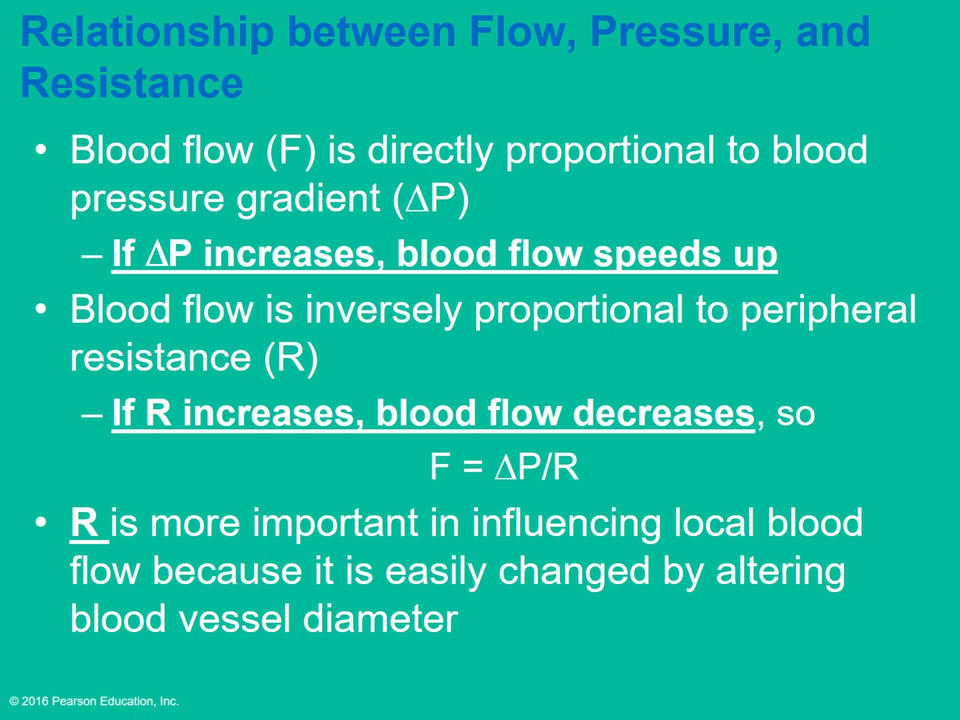 Relationship between Flow, Pressure, and
Resistance
• Blood flow (F) is directly proportional to blood
pressure gradient (∆P)
– If ∆P increases, blood flow speeds up
• Blood flow is inversely proportional to peripheral
resistance (R)
– If R increases, blood flow decreases, so
F = ∆P/R
• R is more important in influencing local blood
flow because it is easily changed by altering
blood vessel diameter
© 2016 Pearson Education, Inc.